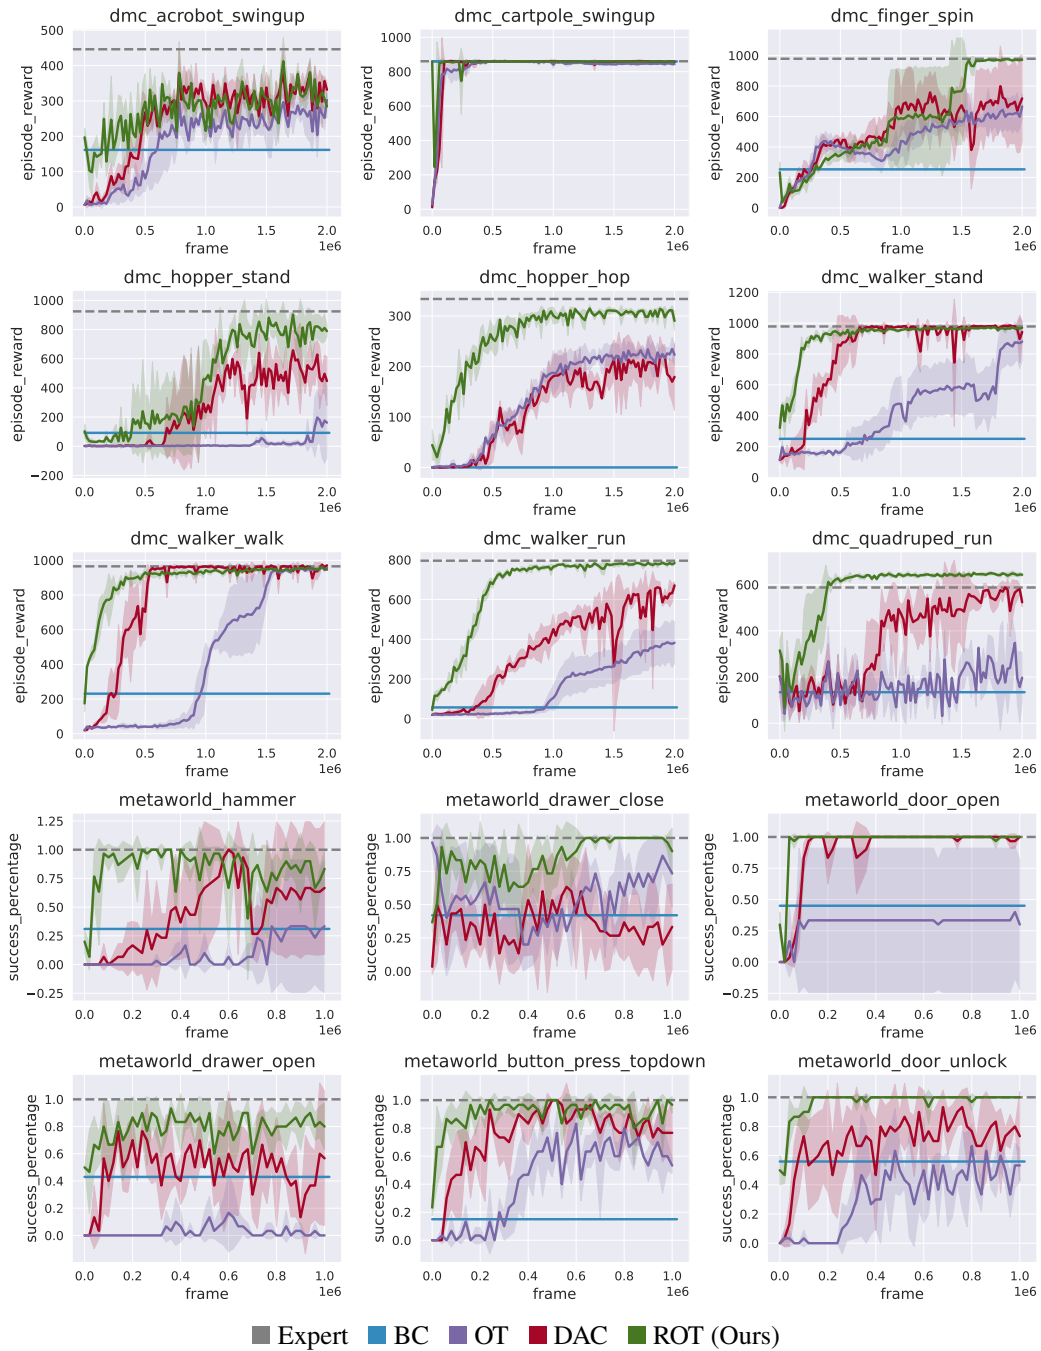 dmc_acrobot_swingup
500
400
300
200
100
0
episode_reward
0.0 0.5 1.0 1.5 2.0
frame
1e6
dmc_cartpole_swingup
1000
800
600
400
200
0
episode_reward
0.0 0.5 1.0 1.5 2.0
frame
1e6
dmc_finger_spin
1000
800
600
400
200
0
episode_reward
0.0 0.5 1.0 1.5 2.0
frame
1e6
dmc_hopper_stand
1000
800
600
400
200
0
−200
episode_reward
0.0 0.5 1.0 1.5 2.0
frame
1e6
dmc_hopper_hop
300
200
100
0
episode_reward
0.0 0.5 1.0 1.5 2.0
frame
1e6
dmc_walker_stand
1200
1000
800
600
400
200
0
episode_reward
0.0 0.5 1.0 1.5 2.0
frame
1e6
dmc_walker_walk
1000
800
600
400
200
0
episode_reward
0.0 0.5 1.0 1.5 2.0
frame
1e6
dmc_walker_run
800
600
400
200
0
episode_reward
0.0 0.5 1.0 1.5 2.0
frame
1e6
dmc_quadruped_run
600
400
200
0
episode_reward
0.0 0.5 1.0 1.5 2.0
frame
1e6
metaworld_hammer
1.25
1.00
0.75
0.50
0.25
0.00
−0.25
success_percentage
0.0 0.2 0.4 0.6 0.8 1.0
frame
1e6
metaworld_drawer_close
1.00
0.75
0.50
0.25
0.00
success_percentage
0.0 0.2 0.4 0.6 0.8 1.0
frame
1e6
metaworld_door_open
1.00
0.75
0.50
0.25
0.00
−0.25
success_percentage
0.0 0.2 0.4 0.6 0.8 1.0
frame
1e6
metaworld_drawer_open
1.0
0.8
0.6
0.4
0.2
0.0
success_percentage
0.0 0.2 0.4 0.6 0.8 1.0
frame
1e6
metaworld_button_press_topdown
1.0
0.8
0.6
0.4
0.2
0.0
success_percentage
0.0 0.2 0.4 0.6 0.8 1.0
frame
1e6
metaworld_door_unlock
1.0
0.8
0.6
0.4
0.2
0.0
success_percentage
0.0 0.2 0.4 0.6 0.8 1.0
frame
1e6
Expert BC OT DAC ROT (Ours)